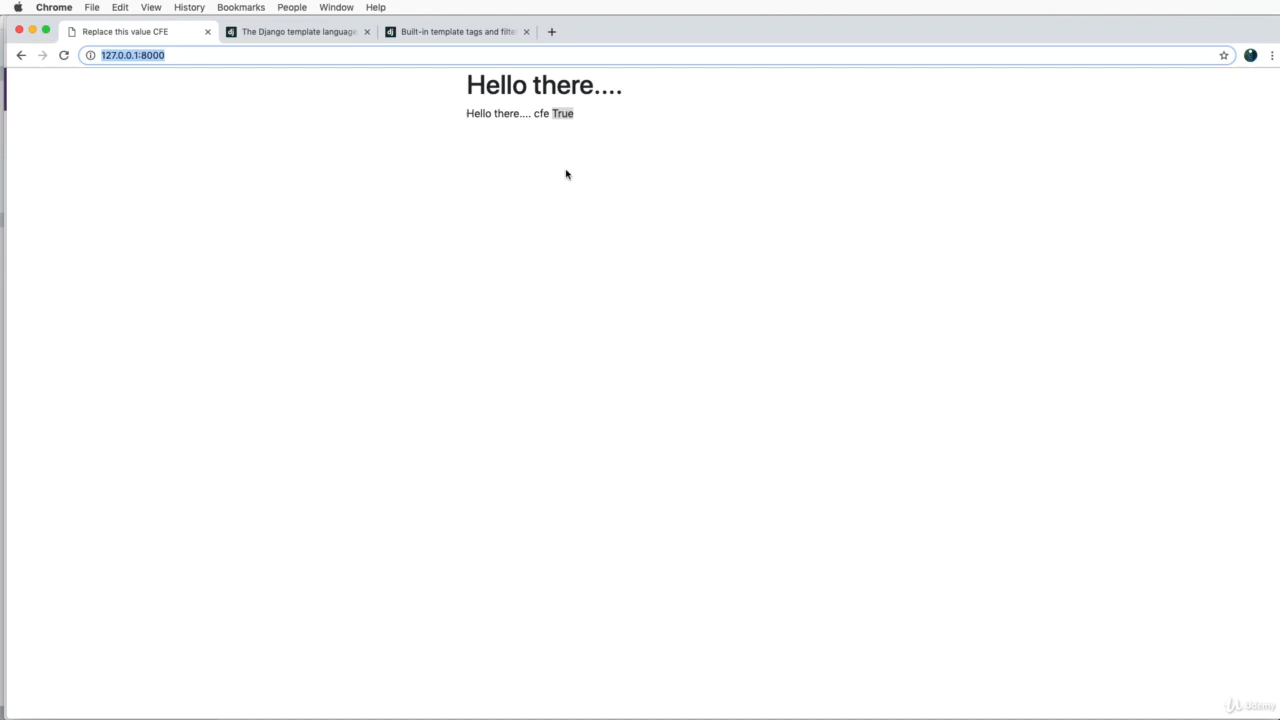 Chrome File Edit View History Bookmarks People Window Help
Replace this value CFE The Django template language Built-in template tags and filte
127.0.0.1:8000
Hello there....
Hello there.... cfe True
Udemy